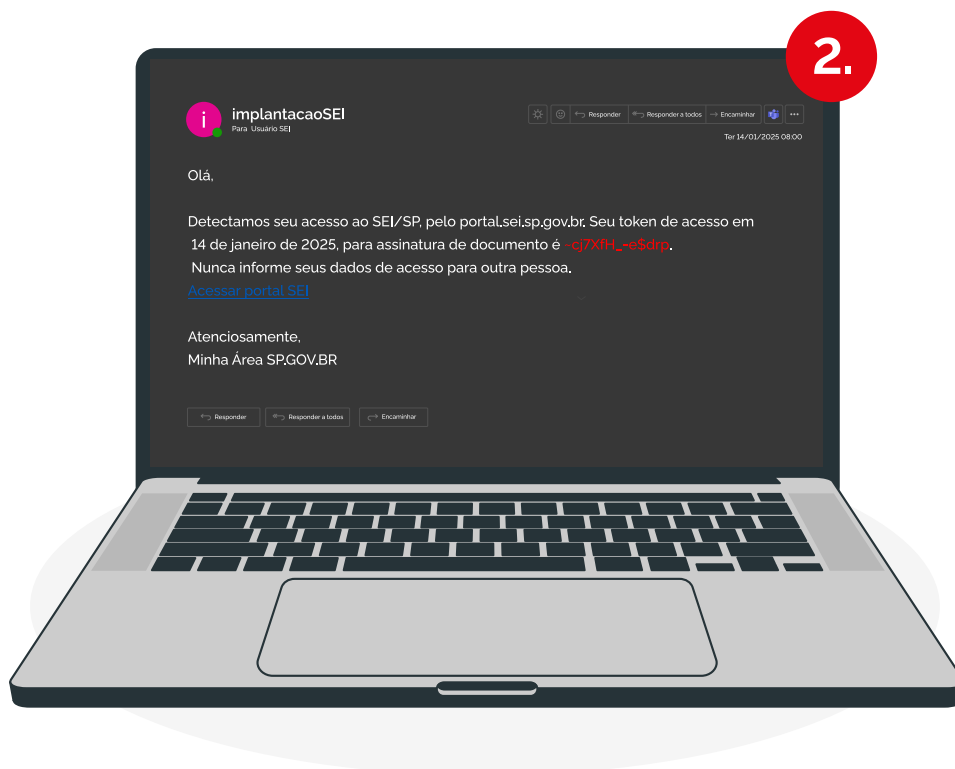 2.
i
implantacaoSEI
Para Usuário SEI
Responder
Responder a todos
Encaminhar
Ter 14/01/2025 08:00
Olá,
Detectamos seu acesso ao SEI/SP, pelo portal.sei.sp.gov.br. Seu token de acesso em
14 de janeiro de 2025, para assinatura de documento é -cj7XfH_-e$drp.
Nunca informe seus dados de acesso para outra pessoa.
Acessar portal SEI
Atenciosamente,
Minha Área SP.GOV.BR
Responder
Responder a todos
Encaminhar